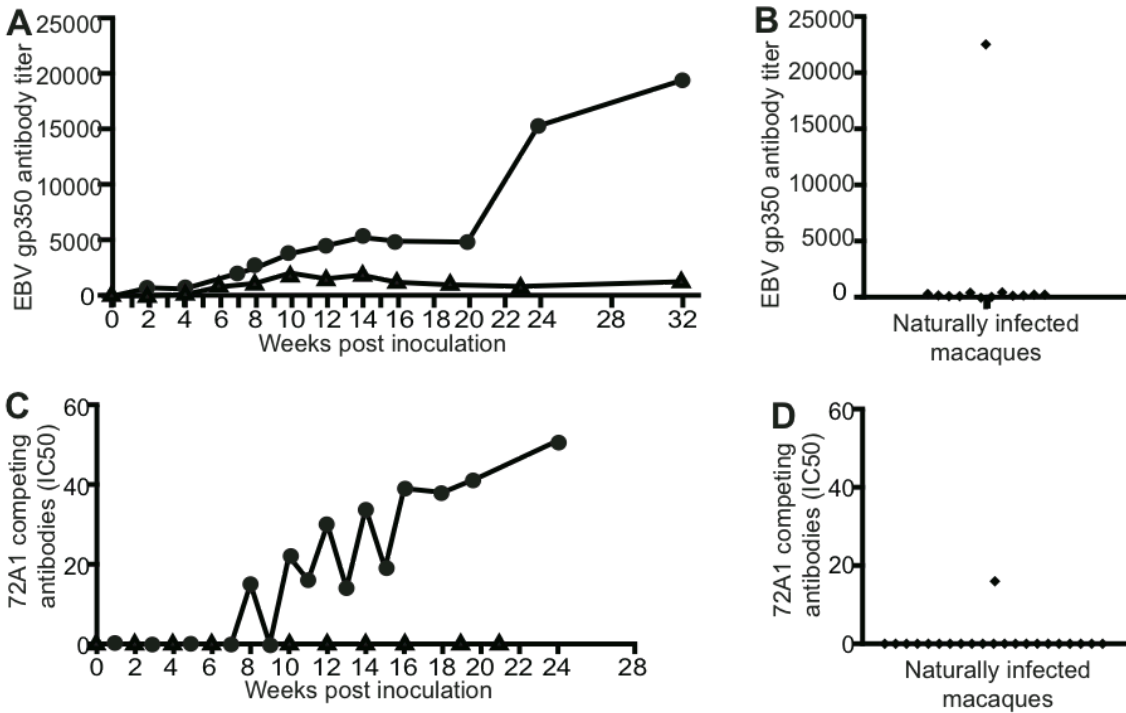 A
25000
20000
15000
10000
5000
0
EBV gp350 antibody titer
0 2 4 6 8 10 12 14 16 18 20 22 24 28 32
Weeks post inoculation
B
25000
20000
15000
10000
5000
0
EBV gp350 antibody titer
Naturally infected
macaques
C
60
40
20
0
72A1 competing
antibodies (IC50)
0 2 4 6 8 10 12 14 16 18 20 22 24 28
Weeks post inoculation
D
60
40
20
0
72A1 competing
antibodies (IC50)
Naturally infected
macaques